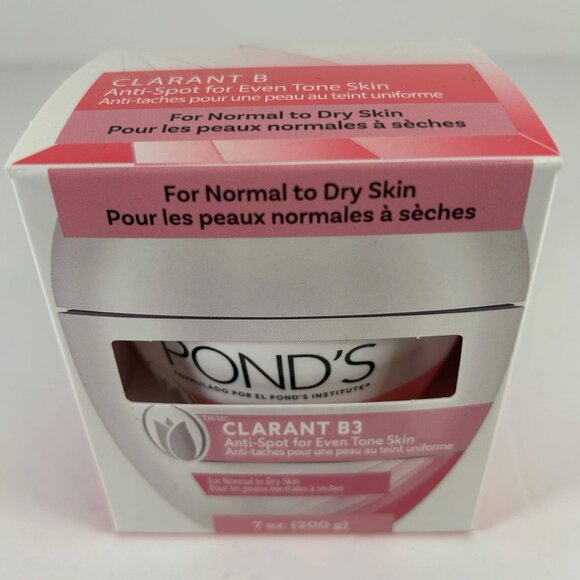 CLARANT B
Anti-Spot for Even Tone Skin
Anti-taches pour une peau au teint uniforme
For Normal to Dry Skin
Pour les peaux normales à sèches
For Normal to Dry Skin
Pour les peaux normales à sèches
POND'S
FORMULADO POR EL POND'S INSTITUTE
TM/MC
CLARANT B3
Anti-Spot for Even Tone Skin
Anti-taches pour une peau au teint uniforme
For Normal to Dry Skin
Pour les peaux normales à sèches
7 oz. (200 g)